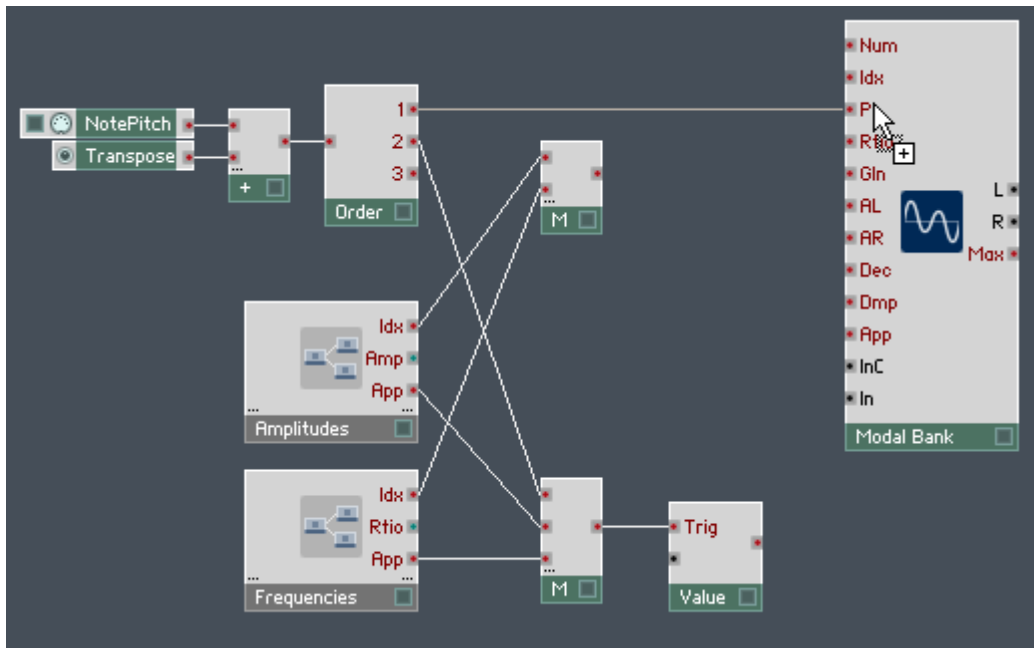 NotePitch
Transpose
+
Order
1
2
3
M
Amplitudes
Idx
Amp
App
Frequencies
Idx
Rtio
App
M
Trig
Value
Num
Idx
P
Rtio
Gln
AL
AR
Dec
Dmp
App
InC
In
L
R
Max
Modal Bank